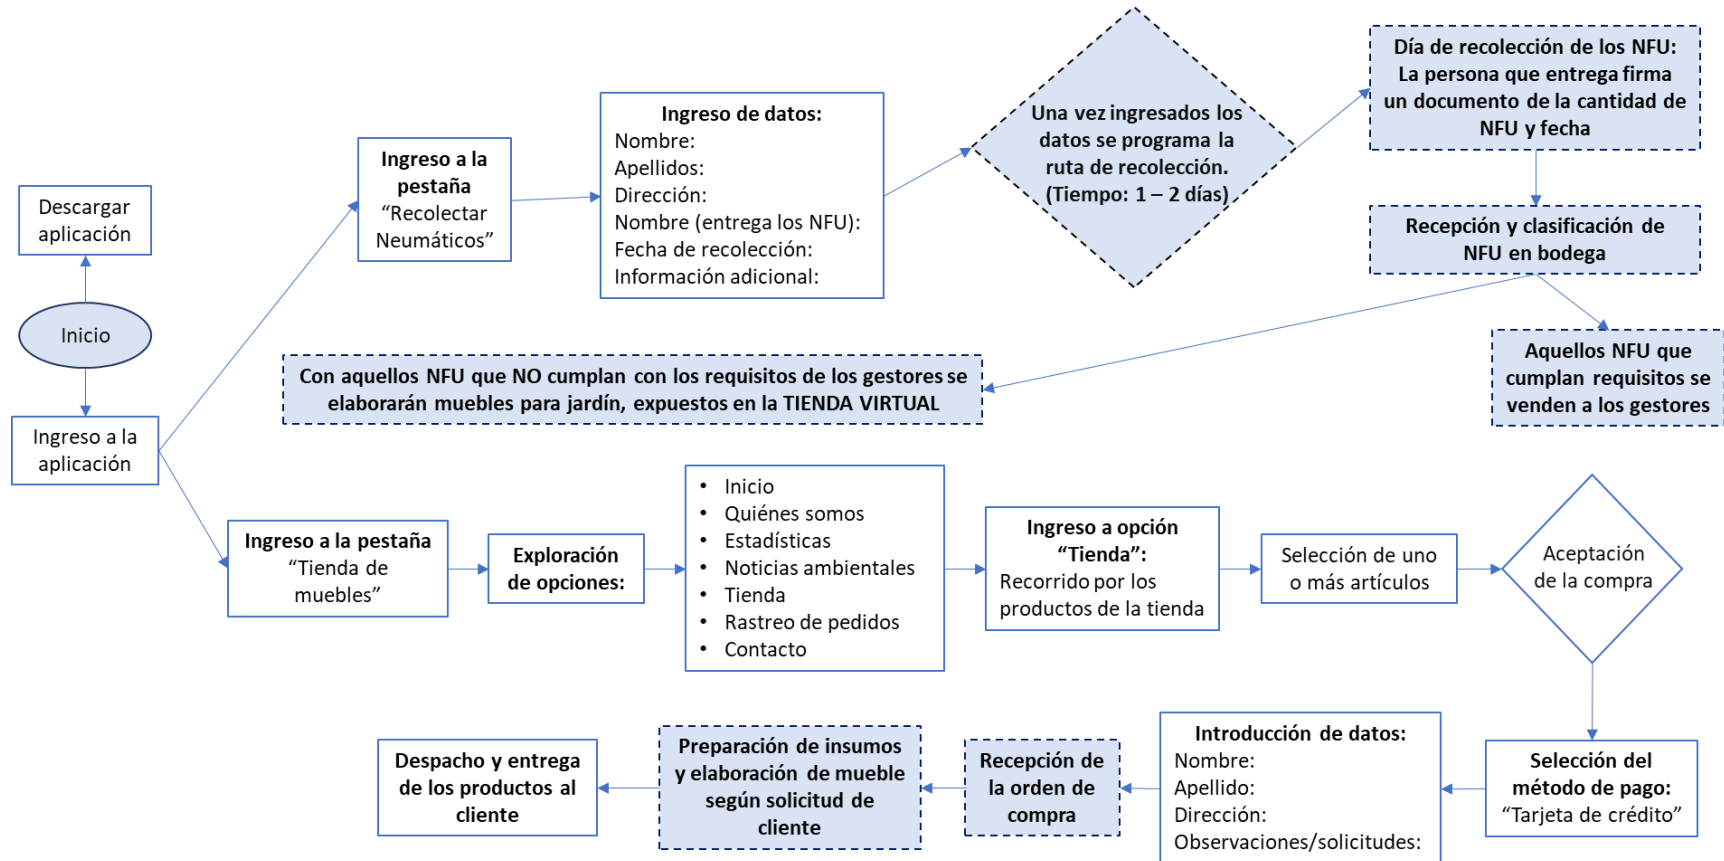 Descargar
aplicación
Inicio
Ingreso a la
aplicación
Ingreso a la
pestaña
“Recolectar
Neumáticos”
Ingreso de datos:
Nombre:
Apellidos:
Dirección:
Nombre (entrega los NFU):
Fecha de recolección:
Información adicional:
Una vez ingresados los
datos se programa la
ruta de recolección.
(Tiempo: 1 – 2 días)
Día de recolección de los NFU:
La persona que entrega firma
un documento de la cantidad de
NFU y fecha
Recepción y clasificación de
NFU en bodega
Con aquellos NFU que NO cumplan con los requisitos de los gestores se
elaborarán muebles para jardín, expuestos en la TIENDA VIRTUAL
Aquellos NFU que
cumplan requisitos se
venden a los gestores
Ingreso a la pestaña
“Tienda de
muebles”
Exploración
de opciones:
• Inicio
• Quiénes somos
• Estadísticas
• Noticias ambientales
• Tienda
• Rastreo de pedidos
• Contacto
Ingreso a opción
“Tienda”:
Recorrido por los
productos de la tienda
Selección de uno
o más artículos
Aceptación
de la compra
Selección del
método de pago:
“Tarjeta de crédito”
Introducción de datos:
Nombre:
Apellido:
Dirección:
Observaciones/solicitudes:
Recepción de
la orden de
compra
Preparación de insumos
y elaboración de mueble
según solicitud de
cliente
Despacho y entrega
de los productos al
cliente